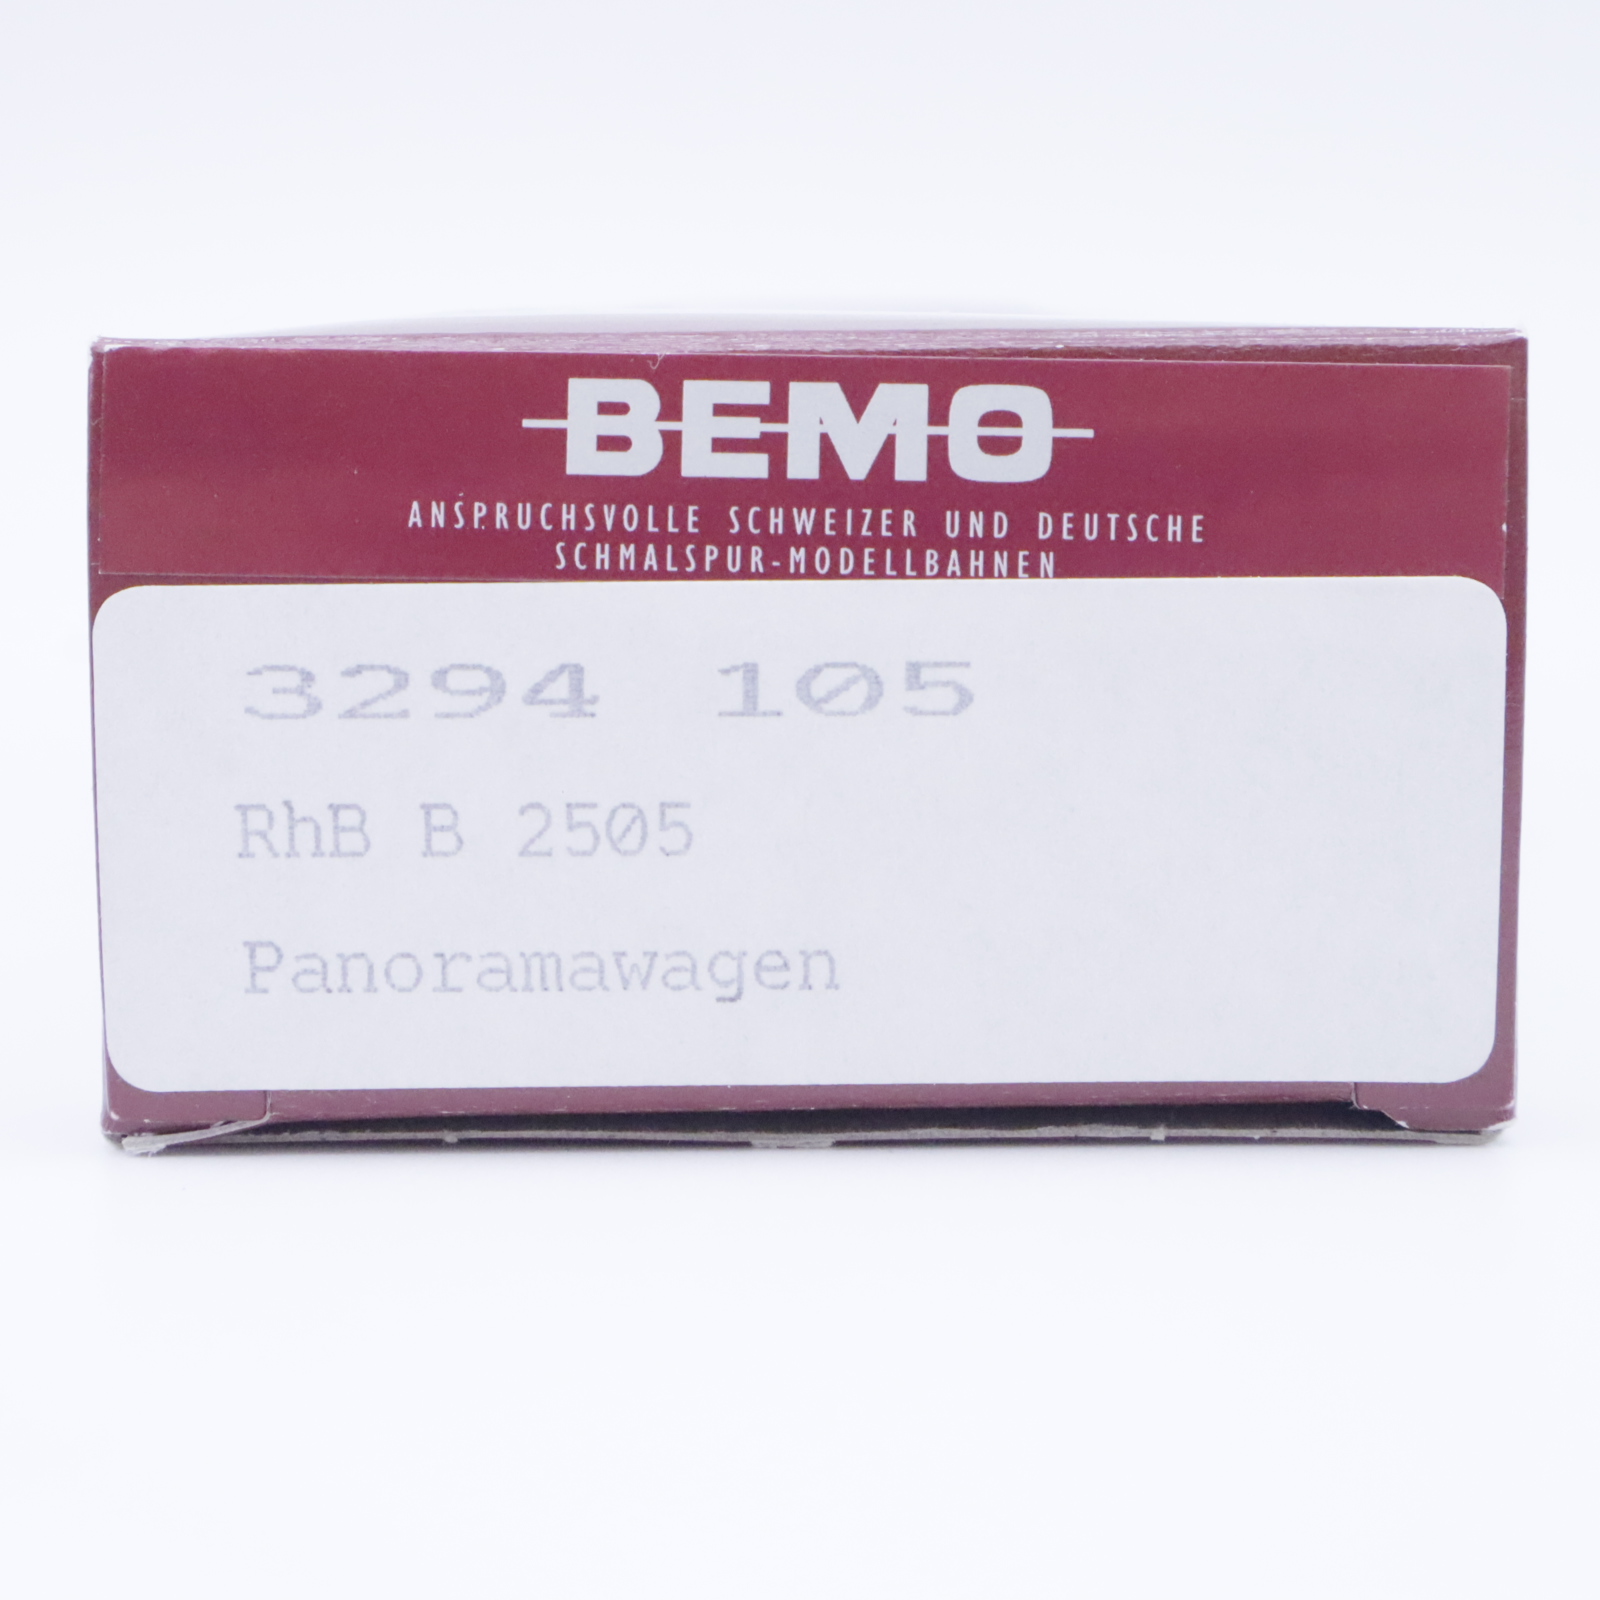 BEMO
ANSPRUCHSVOLLE SCHWEIZER UND DEUTSCHE
SCHMALSPUR-MODELLBAHNEN
3294 105
RhB B 2505
Panoramawagen